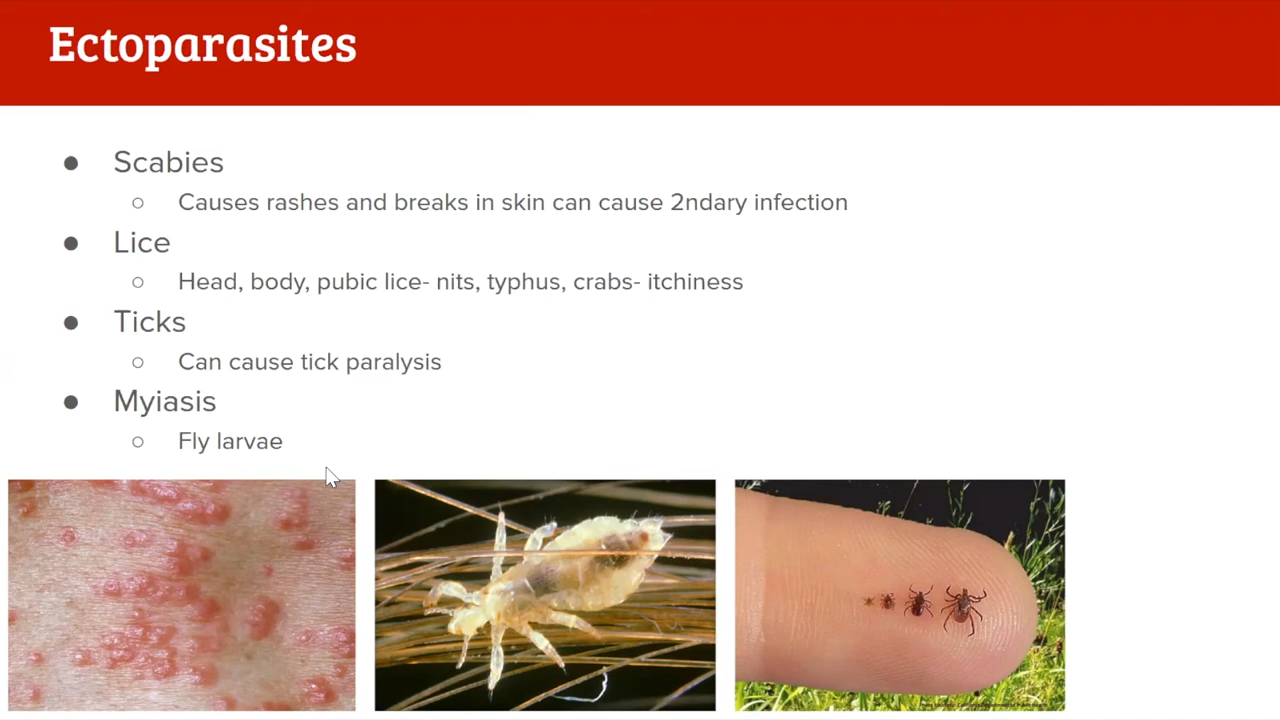 Ectoparasites
● Scabies
○ Causes rashes and breaks in skin can cause 2ndary infection
● Lice
○ Head, body, pubic lice- nits, typhus, crabs- itchiness
● Ticks
○ Can cause tick paralysis
● Myiasis
○ Fly larvae